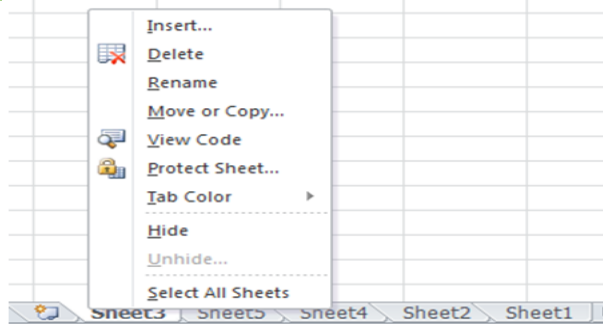 Insert...
Delete
Rename
Move or Copy...
View Code
Protect Sheet...
Tab Color
Hide
Unhide...
Select All Sheets
Sheet3 Sheet5 Sheet4 Sheet2 Sheet1